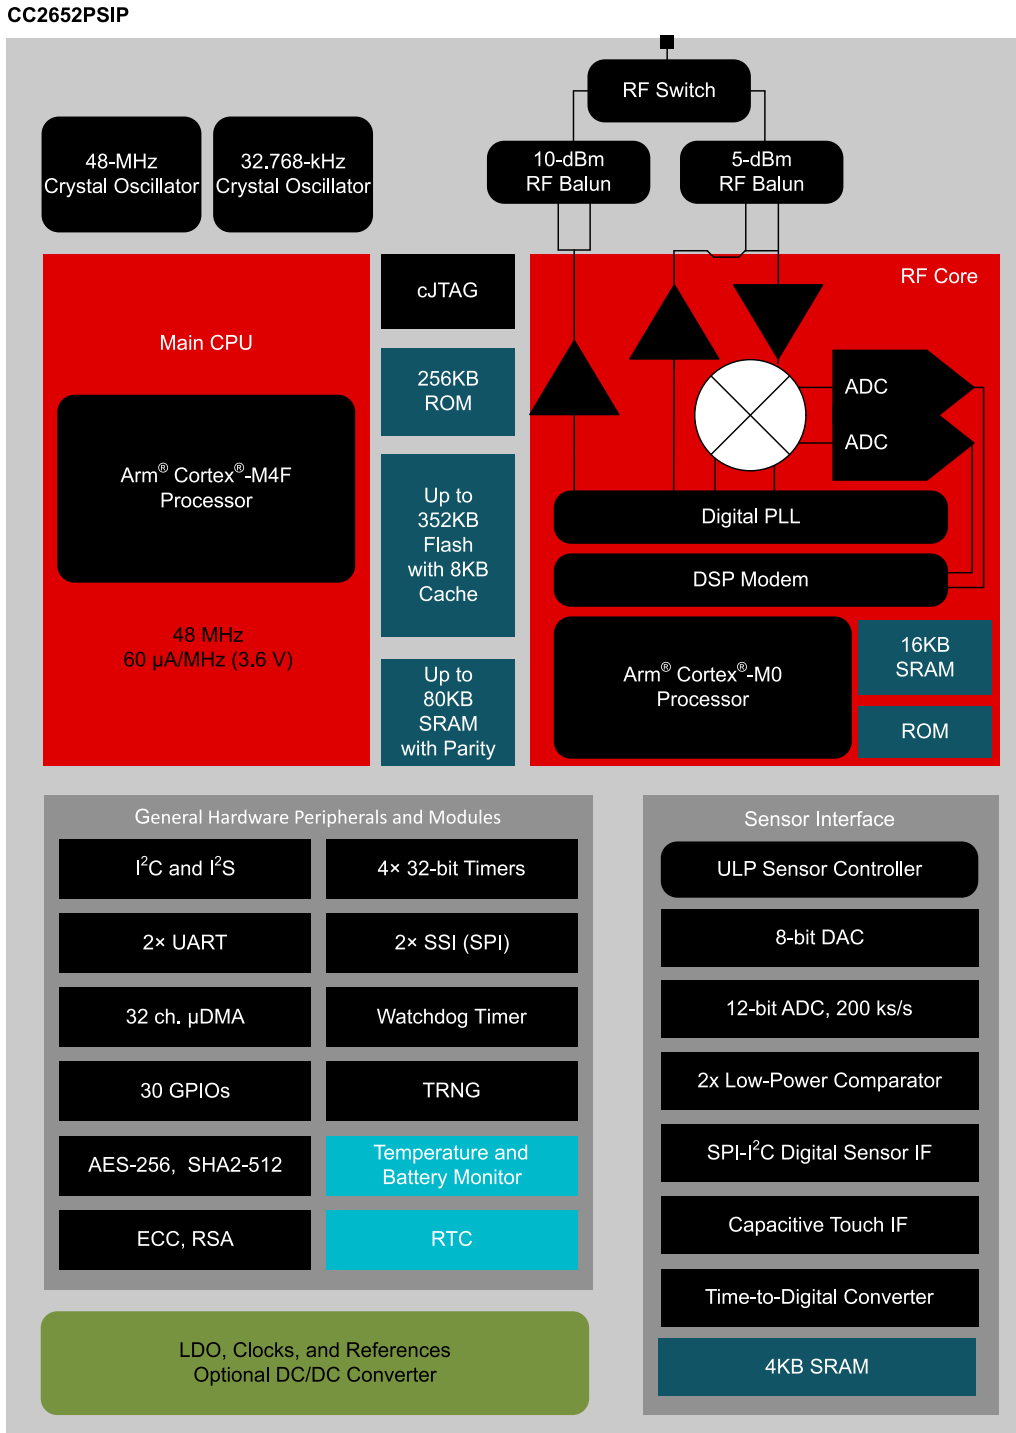 CC2652PSIP
RF Switch
48-MHz
Crystal Oscillator
32.768-kHz
Crystal Oscillator
10-dBm
RF Balun
5-dBm
RF Balun
Main CPU
Arm® Cortex®-M4F
Processor
48 MHz
60 µA/MHz (3.6 V)
cJTAG
256KB
ROM
Up to
352KB
Flash
with 8KB
Cache
Up to
80KB
SRAM
with Parity
RF Core
ADC
ADC
Digital PLL
DSP Modem
Arm® Cortex®-M0
Processor
16KB
SRAM
ROM
General Hardware Peripherals and Modules
I²C and I²S
4× 32-bit Timers
2× UART
2× SSI (SPI)
32 ch. µDMA
Watchdog Timer
30 GPIOs
TRNG
AES-256, SHA2-512
Temperature and
Battery Monitor
ECC, RSA
RTC
LDO, Clocks, and References
Optional DC/DC Converter
Sensor Interface
ULP Sensor Controller
8-bit DAC
12-bit ADC, 200 ks/s
2x Low-Power Comparator
SPI-I²C Digital Sensor IF
Capacitive Touch IF
Time-to-Digital Converter
4KB SRAM